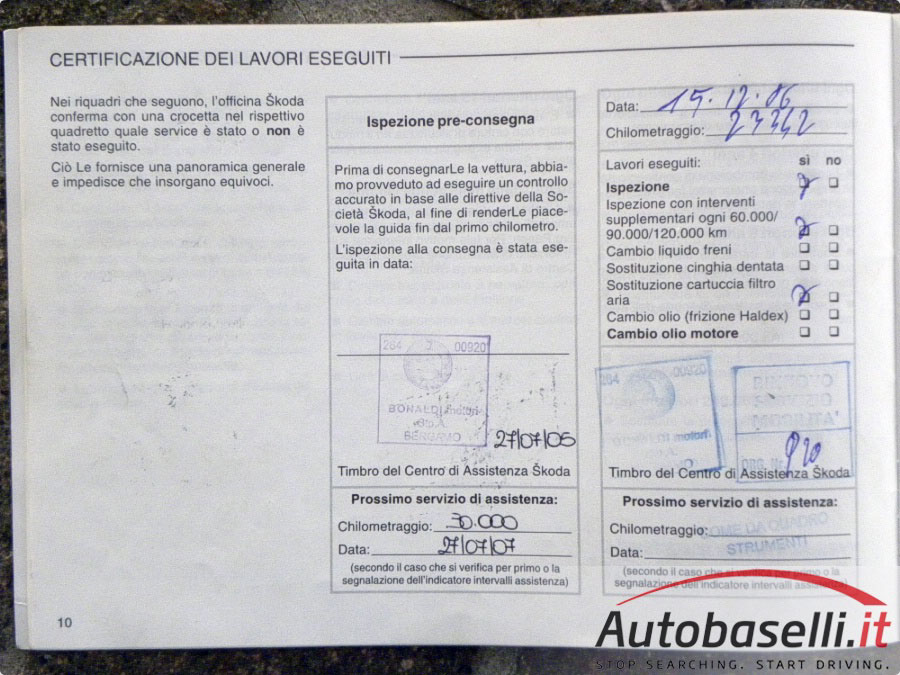 CERTIFICAZIONE DEI LAVORI ESEGUITI
Nei riquadri che seguono, l'officina Škoda
conferma con una crocetta nel rispettivo
quadretto quale service è stato o non è
stato eseguito.
Ciò Le fornisce una panoramica generale
e impedisce che insorgano equivoci.
Ispezione pre-consegna
Prima di consegnarLe la vettura, abbia-
mo provveduto ad eseguire un controllo
accurato in base alle direttive della So-
cietà Škoda, al fine di renderLe piace-
vole la guida fin dal primo chilometro.
L'ispezione alla consegna è stata ese-
guita in data:
264 00920
BONALDI
BERGAMO
27/07/05
Timbro del Centro di Assistenza Škoda
Prossimo servizio di assistenza:
Chilometraggio: 30.000
Data: 27/07/07
(secondo il caso che si verifica per primo o la
segnalazione dell'indicatore intervalli assistenza)
Data: 15.12.06
Chilometraggio: 23342
Lavori eseguiti: sì no
Ispezione
Ispezione con interventi
supplementari ogni 60.000/
90.000/120.000 km
Cambio liquido freni
Sostituzione cinghia dentata
Sostituzione cartuccia filtro
aria
Cambio olio (frizione Haldex)
Cambio olio motore
264 00920
Timbro del Centro di Assistenza Škoda
Prossimo servizio di assistenza:
Chilometraggio:
COME DA QUADRO
Data:
STRUMENTI
(secondo il caso che si verifica per primo o la
segnalazione dell'indicatore intervalli assistenza)
10
Autobaselli.it
STOP SEARCHING. START DRIVING.